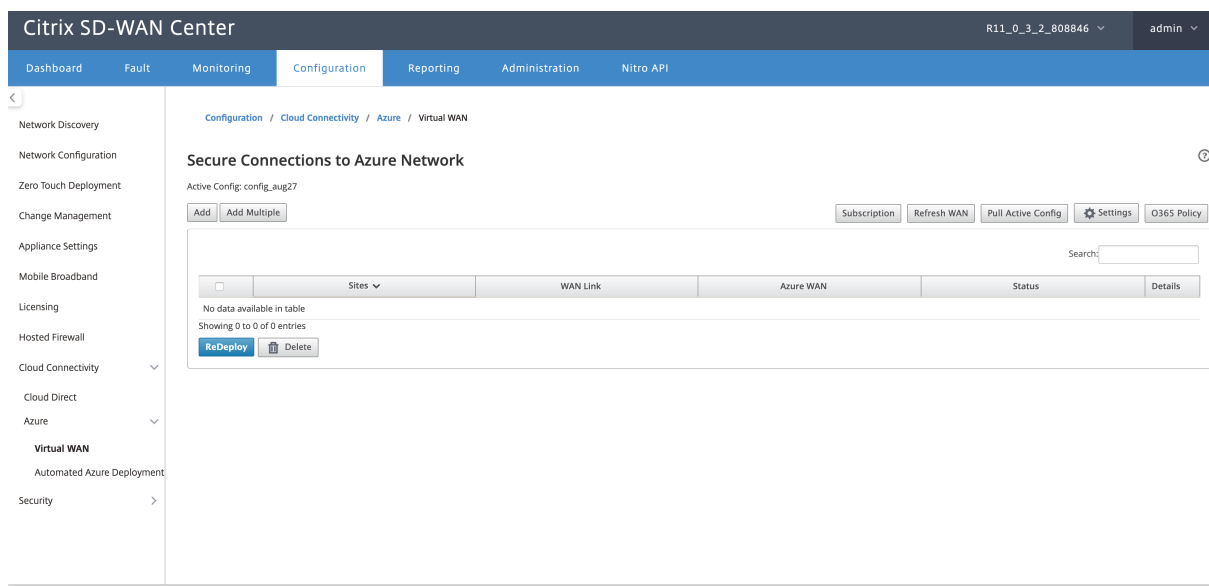 Citrix SD-WAN Center
R11_0_3_2_808846
admin
Dashboard Fault Monitoring Configuration Reporting Administration Nitro API
Network Discovery
Network Configuration
Zero Touch Deployment
Change Management
Appliance Settings
Mobile Broadband
Licensing
Hosted Firewall
Cloud Connectivity
Cloud Direct
Azure
Virtual WAN
Automated Azure Deployment
Security
Configuration / Cloud Connectivity / Azure / Virtual WAN
Secure Connections to Azure Network
Active Config: config_aug27
Add Add Multiple Subscription Refresh WAN Pull Active Config Settings O365 Policy
Search:
Sites WAN Link Azure WAN Status Details
No data available in table
Showing 0 to 0 of 0 entries
ReDeploy Delete